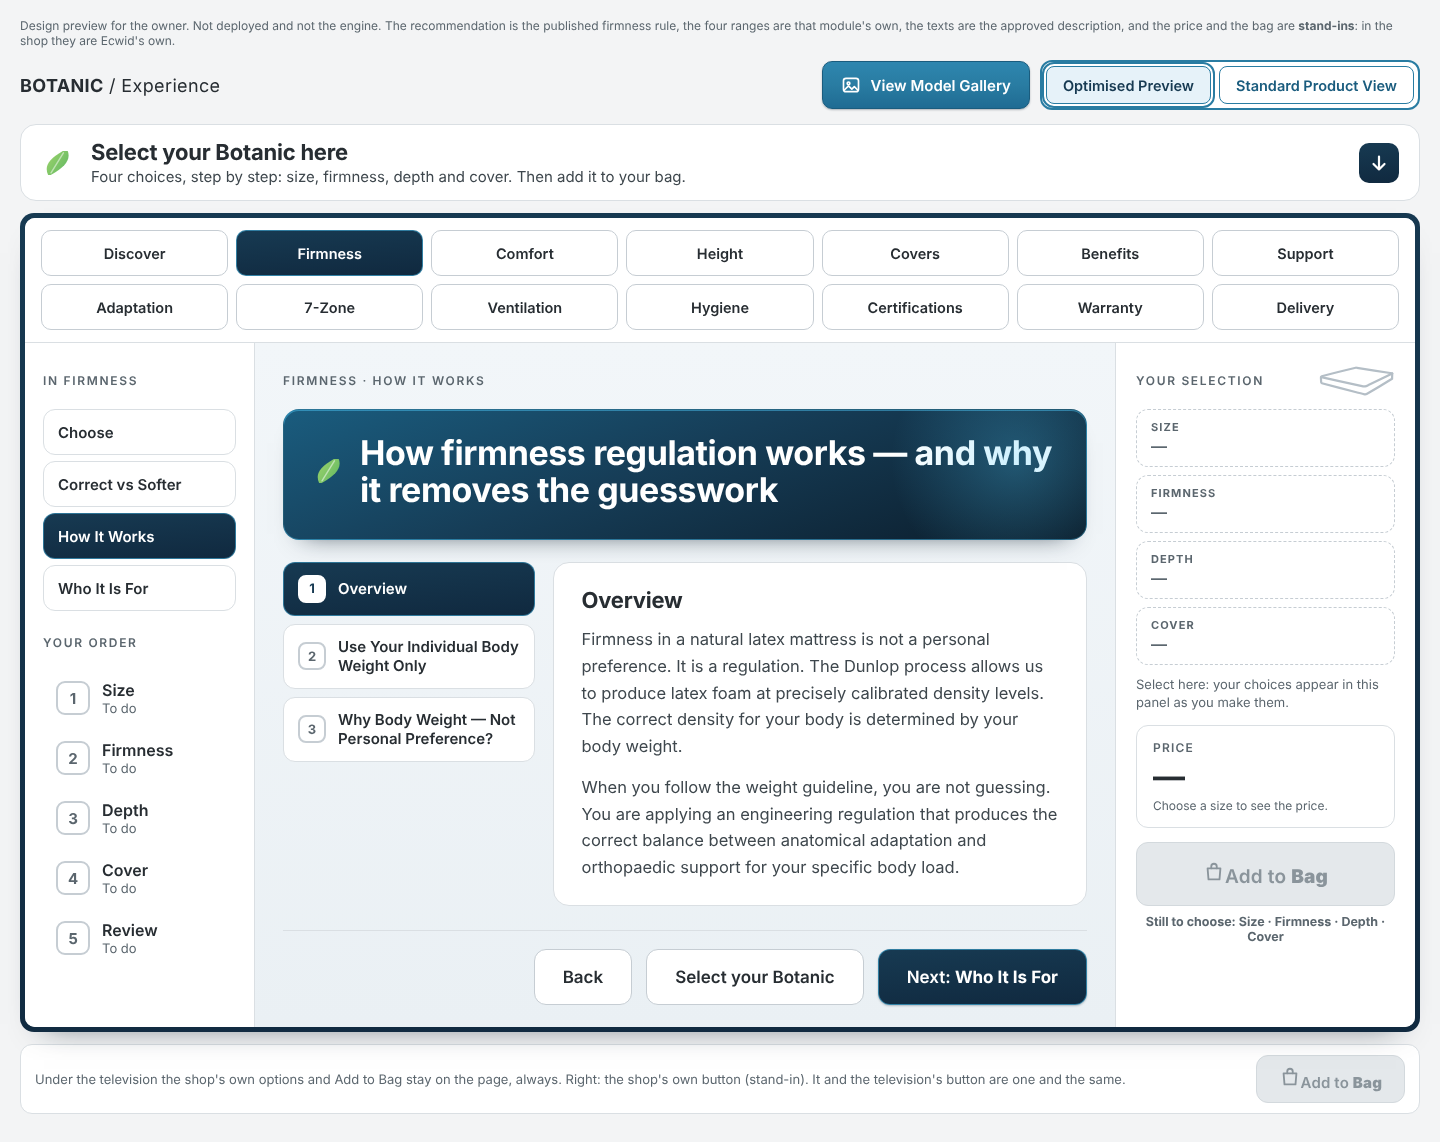 Design preview for the owner. Not deployed and not the engine. The recommendation is the published firmness rule, the four ranges are that module's own, the texts are the approved description, and the price and the bag are stand-ins: in the
shop they are Ecwid's own.
BOTANIC / Experience
View Model Gallery
Optimised Preview
Standard Product View
Select your Botanic here
Four choices, step by step: size, firmness, depth and cover. Then add it to your bag.
Discover
Firmness
Comfort
Height
Covers
Benefits
Support
Adaptation
7-Zone
Ventilation
Hygiene
Certifications
Warranty
Delivery
IN FIRMNESS
Choose
Correct vs Softer
How It Works
Who It Is For
YOUR ORDER
1
Size
To do
2
Firmness
To do
3
Depth
To do
4
Cover
To do
5
Review
To do
FIRMNESS · HOW IT WORKS
How firmness regulation works — and why
it removes the guesswork
1
Overview
2
Use Your Individual Body
Weight Only
3
Why Body Weight — Not
Personal Preference?
Overview
Firmness in a natural latex mattress is not a personal
preference. It is a regulation. The Dunlop process allows us
to produce latex foam at precisely calibrated density levels.
The correct density for your body is determined by your
body weight.
When you follow the weight guideline, you are not guessing.
You are applying an engineering regulation that produces the
correct balance between anatomical adaptation and
orthopaedic support for your specific body load.
Back
Select your Botanic
Next: Who It Is For
YOUR SELECTION
SIZE
—
FIRMNESS
—
DEPTH
—
COVER
—
Select here: your choices appear in this
panel as you make them.
PRICE
—
Choose a size to see the price.
Add to Bag
Still to choose: Size · Firmness · Depth ·
Cover
Under the television the shop's own options and Add to Bag stay on the page, always. Right: the shop's own button (stand-in). It and the television's button are one and the same.
Add to Bag